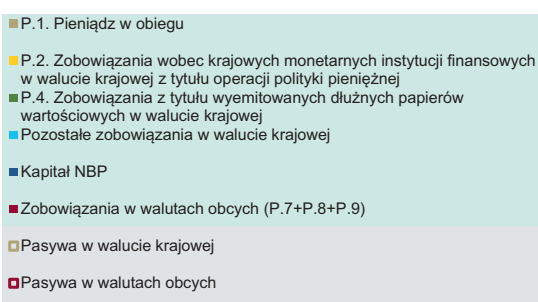 P.1. Pieniądz w obiegu
P.2. Zobowiązania wobec krajowych monetarnych instytucji finansowych
w walucie krajowej z tytułu operacji polityki pieniężnej
P.4. Zobowiązania z tytułu wyemitowanych dłużnych papierów
wartościowych w walucie krajowej
Pozostałe zobowiązania w walucie krajowej
Kapitał NBP
Zobowiązania w walutach obcych (P.7+P.8+P.9)
Pasywa w walucie krajowej
Pasywa w walutach obcych